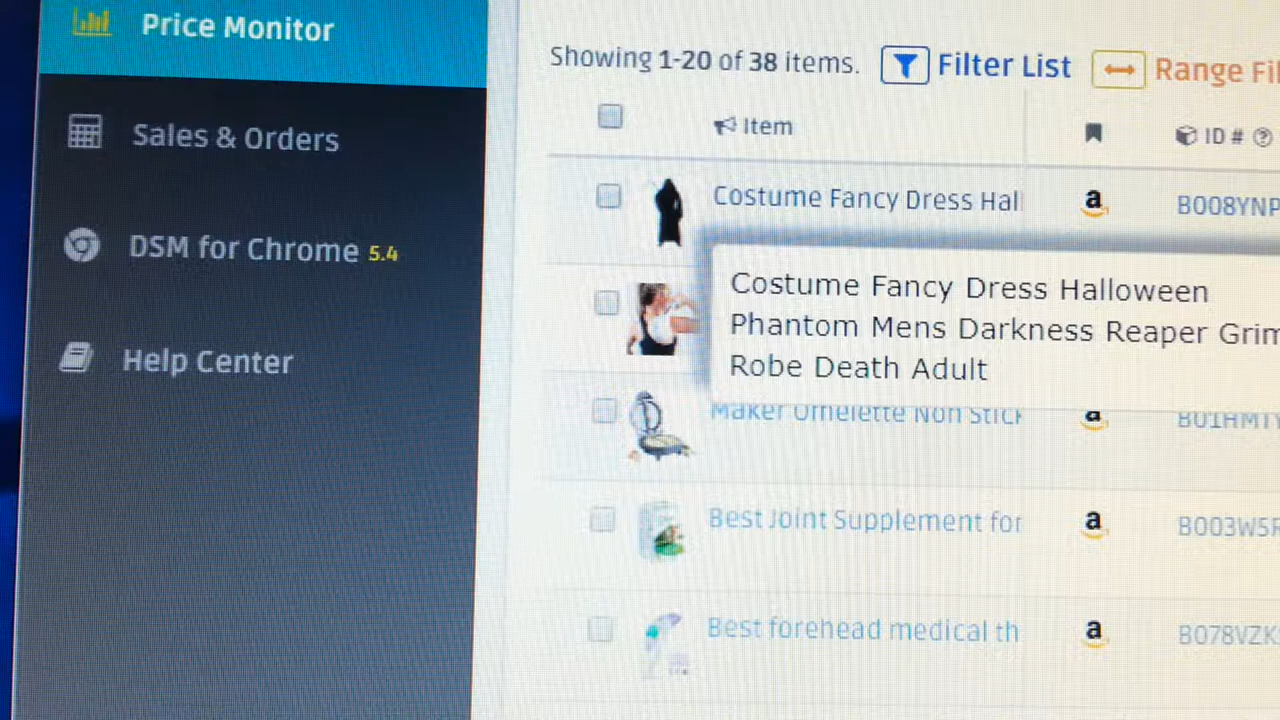 Price Monitor
Sales & Orders
DSM for Chrome 5.4
Help Center
Showing 1-20 of 38 items.
Filter List
Range Fil
Item
ID #
Costume Fancy Dress Hal
B008YNP
Costume Fancy Dress Halloween
Phantom Mens Darkness Reaper Grim
Robe Death Adult
Maker Omelette Non Stick
B01HMTY
Best Joint Supplement for
B003W5F
Best forehead medical th
B078VZK